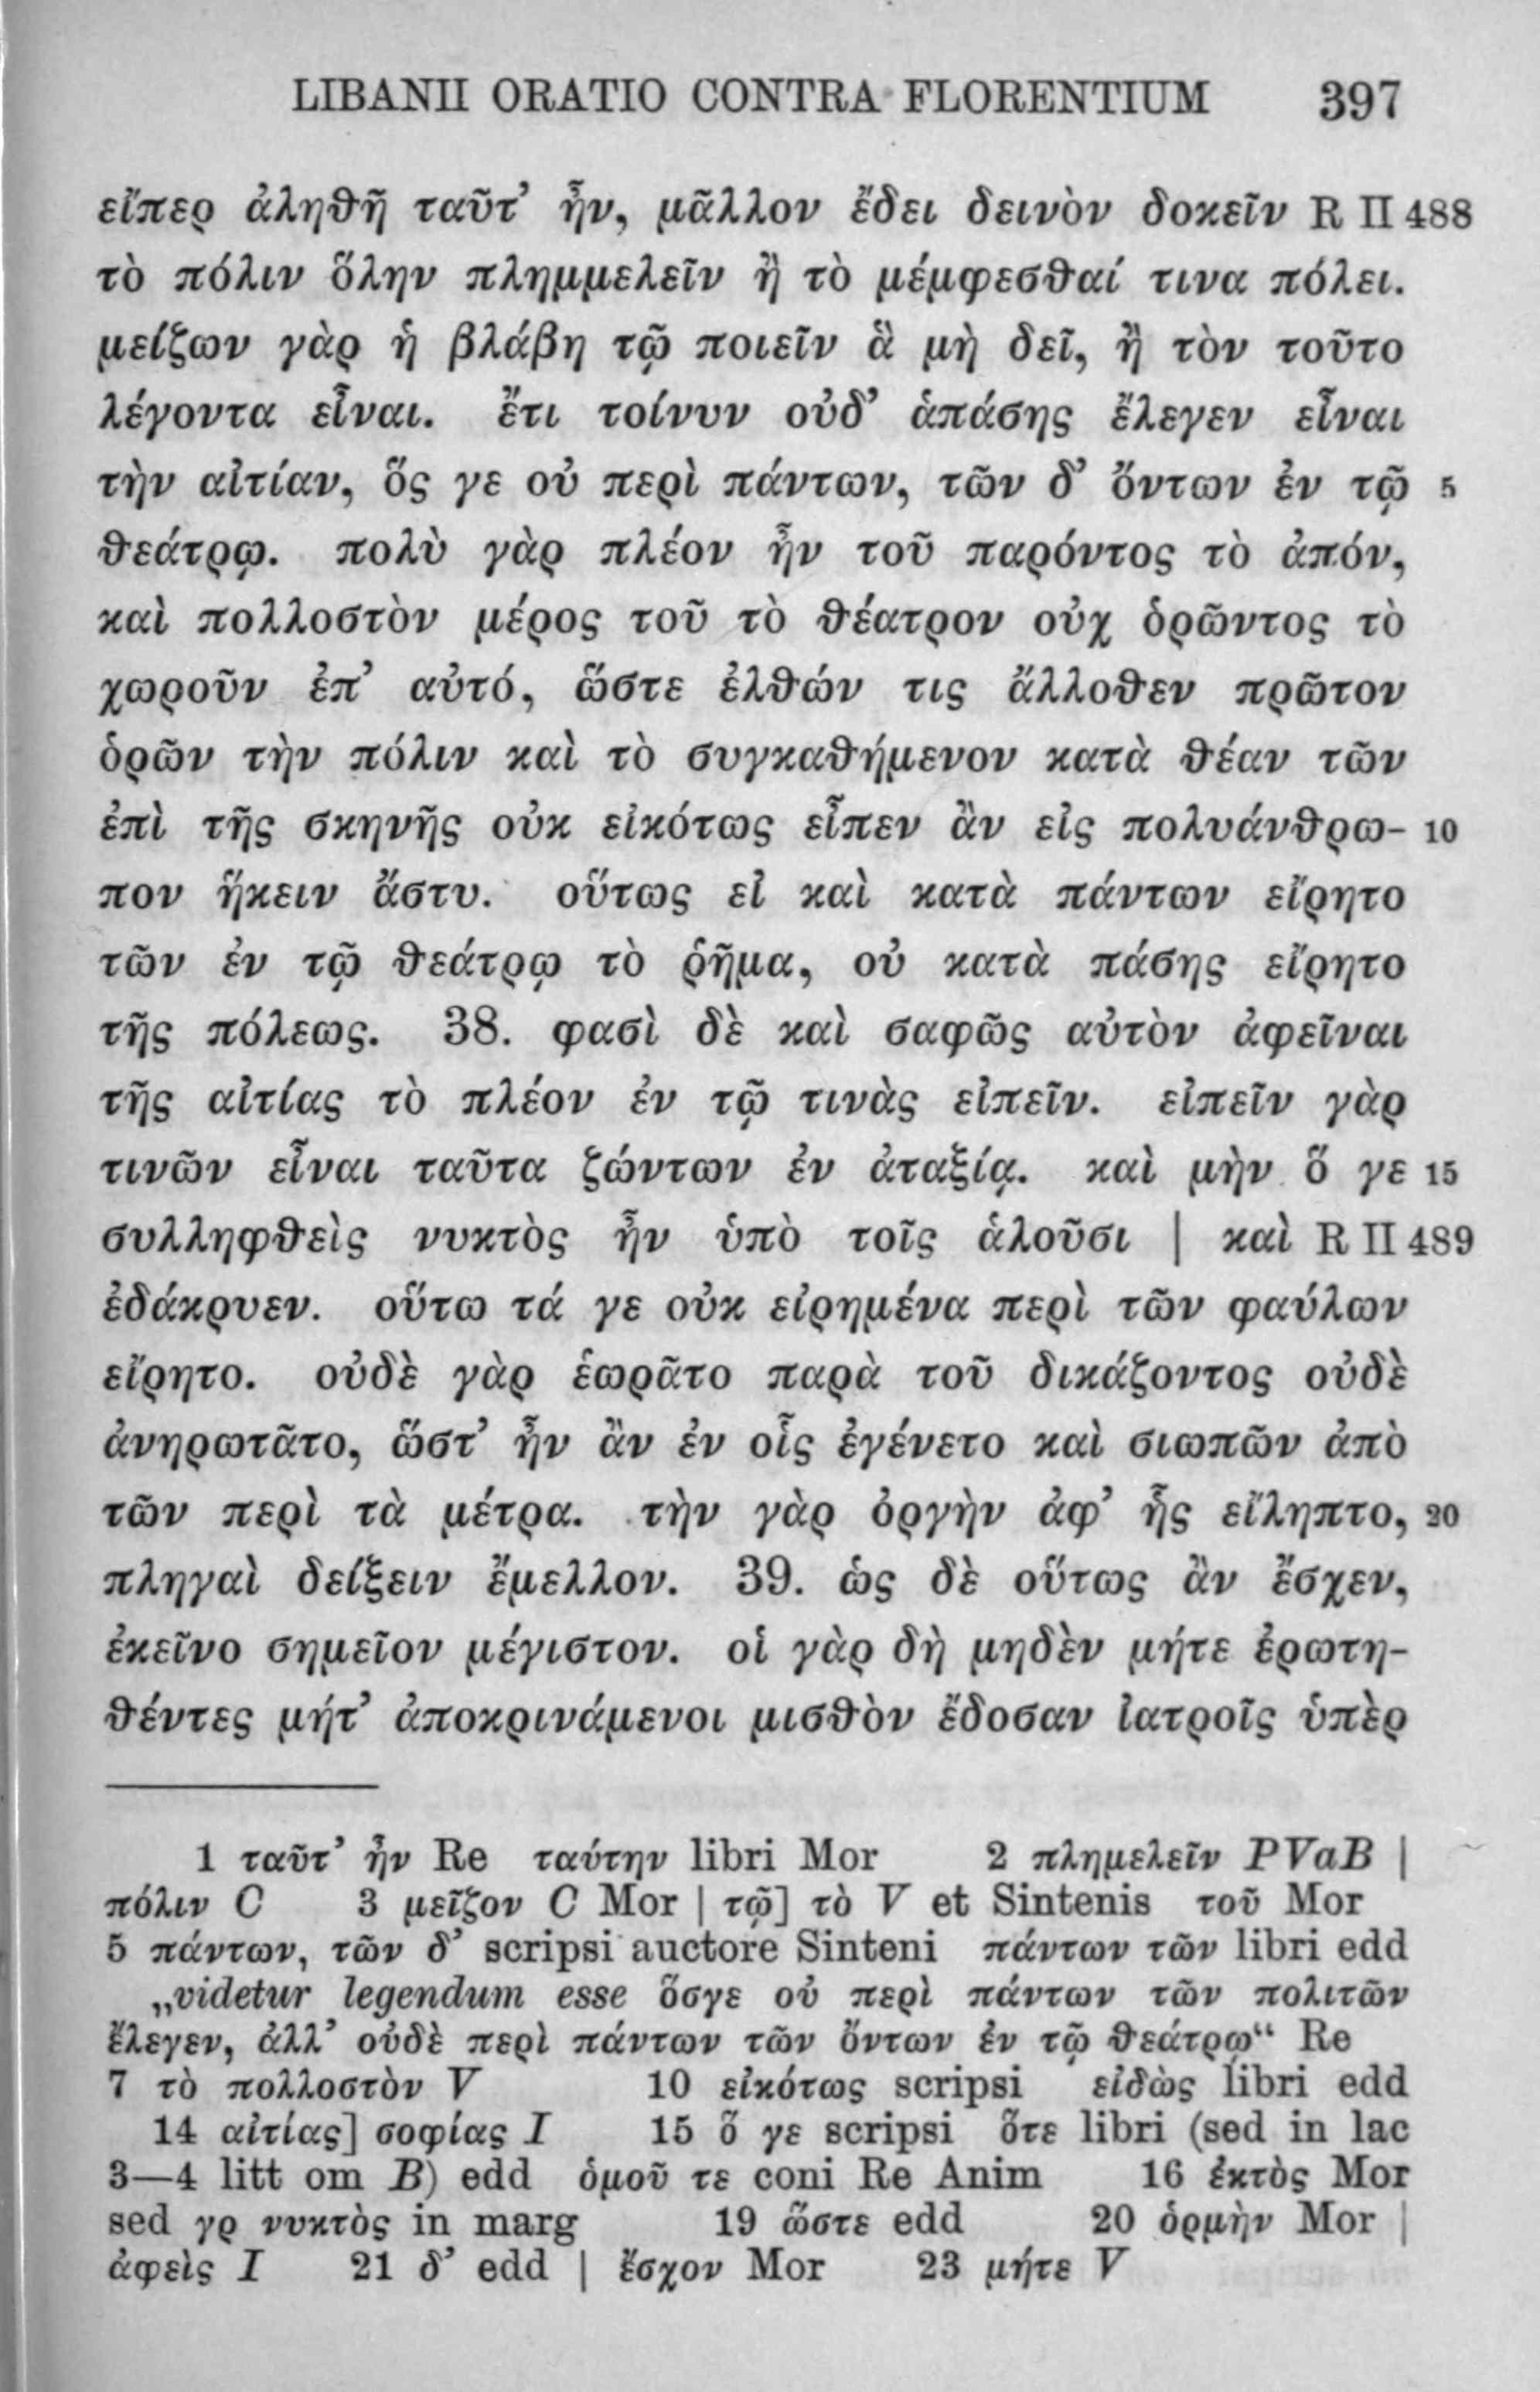 LIBANII ORATIO CONTRA FLORENTIUM 397
εἴπερ ἀληθῆ ταῦτ’ ἦν, μᾶλλον ἔδει δεινὸν δοκεῖν R II 488
τὸ πόλιν ὅλην πλημμελεῖν ἢ τὸ μέμφεσθαί τινα πόλει.
μείζων γὰρ ἡ βλάβη τῷ ποιεῖν ἃ μὴ δεῖ, ἢ τὸν τοῦτο
λέγοντα εἶναι. ἔτι τοίνυν οὐδ’ ἁπάσης ἔλεγεν εἶναι
τὴν αἰτίαν, ὅς γε οὐ περὶ πάντων, τῶν δ’ ὄντων ἐν τῷ 5
θεάτρῳ. πολὺ γὰρ πλέον ἦν τοῦ παρόντος τὸ ἀπόν,
καὶ πολλοστὸν μέρος τοῦ τὸ θέατρον οὐχ ὁρῶντος τὸ
χωροῦν ἐπ’ αὐτό, ὥστε ἐλθών τις ἄλλοθεν πρῶτον
ὁρῶν τὴν πόλιν καὶ τὸ συγκαθήμενον κατὰ θέαν τῶν
ἐπὶ τῆς σκηνῆς οὐκ εἰκότως εἶπεν ἂν εἰς πολυάνθρω- 10
πον ἥκειν ἄστυ. οὕτως εἰ καὶ κατὰ πάντων εἴρητο
τῶν ἐν τῷ θεάτρῳ τὸ ῥῆμα, οὐ κατὰ πάσης εἴρητο
τῆς πόλεως. 38. φασὶ δὲ καὶ σαφῶς αὐτὸν ἀφεῖναι
τῆς αἰτίας τὸ πλέον ἐν τῷ τινὰς εἰπεῖν. εἰπεῖν γὰρ
τινῶν εἶναι ταῦτα ζώντων ἐν ἀταξίᾳ. καὶ μὴν ὅ γε 15
συλληφθεὶς νυκτὸς ἦν ὑπὸ τοῖς ἁλοῦσι | καὶ R II 489
ἐδάκρυεν. οὕτω τά γε οὐκ εἰρημένα περὶ τῶν φαύλων
εἴρητο. οὐδὲ γὰρ ἑωρᾶτο παρὰ τοῦ δικάζοντος οὐδὲ
ἀνηρωτᾶτο, ὥστ’ ἦν ἂν ἐν οἷς ἐγένετο καὶ σιωπῶν ἀπὸ
τῶν περὶ τὰ μέτρα. τὴν γὰρ ὀργὴν ἀφ’ ἧς εἴληπτο, 20
πληγαὶ δείξειν ἔμελλον. 39. ὡς δὲ οὕτως ἂν ἔσχεν,
ἐκεῖνο σημεῖον μέγιστον. οἱ γὰρ δὴ μηδὲν μήτε ἐρωτη-
θέντες μήτ’ ἀποκρινάμενοι μισθὸν ἔδοσαν ἰατροῖς ὑπὲρ
1 ταῦτ’ ἦν Re ταύτην libri Mor 2 πλημελεῖν PVaB |
πόλιν C 3 μεῖζον C Mor | τῷ] τὸ V et Sintenis τοῦ Mor
5 πάντων, τῶν δ’ scripsi auctore Sinteni πάντων τῶν libri edd
„videtur legendum esse ὅσγε οὐ περὶ πάντων τῶν πολιτῶν
ἔλεγεν, ἀλλ’ οὐδὲ περὶ πάντων τῶν ὄντων ἐν τῷ θεάτρῳ“ Re
7 τὸ πολλοστὸν V 10 εἰκότως scripsi εἰδὼς libri edd
14 αἰτίας] σοφίας I 15 ὅ γε scripsi ὅτε libri (sed in lac
3—4 litt om B) edd ὁμοῦ τε coni Re Anim 16 ἐκτὸς Mor
sed γρ νυκτὸς in marg 19 ὥστε edd 20 ὁρμὴν Mor |
ἀφεὶς I 21 δ’ edd | ἔσχον Mor 23 μήτε V